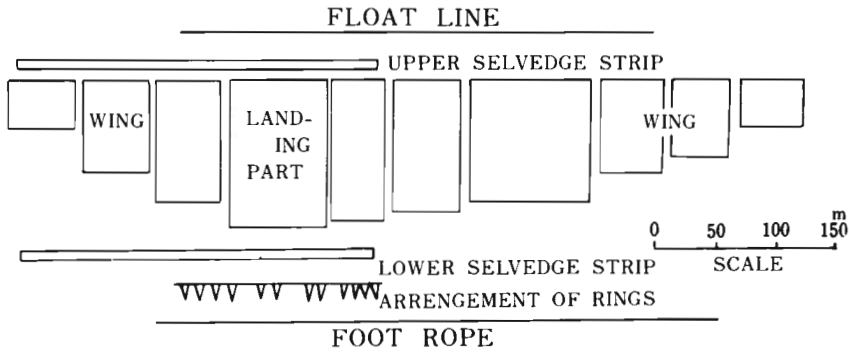 FLOAT LINE
UPPER SELVEDGE STRIP
WING
LAND-
ING
PART
WING
m
0 50 100 150
SCALE
LOWER SELVEDGE STRIP
ARRENGEMENT OF RINGS
FOOT ROPE